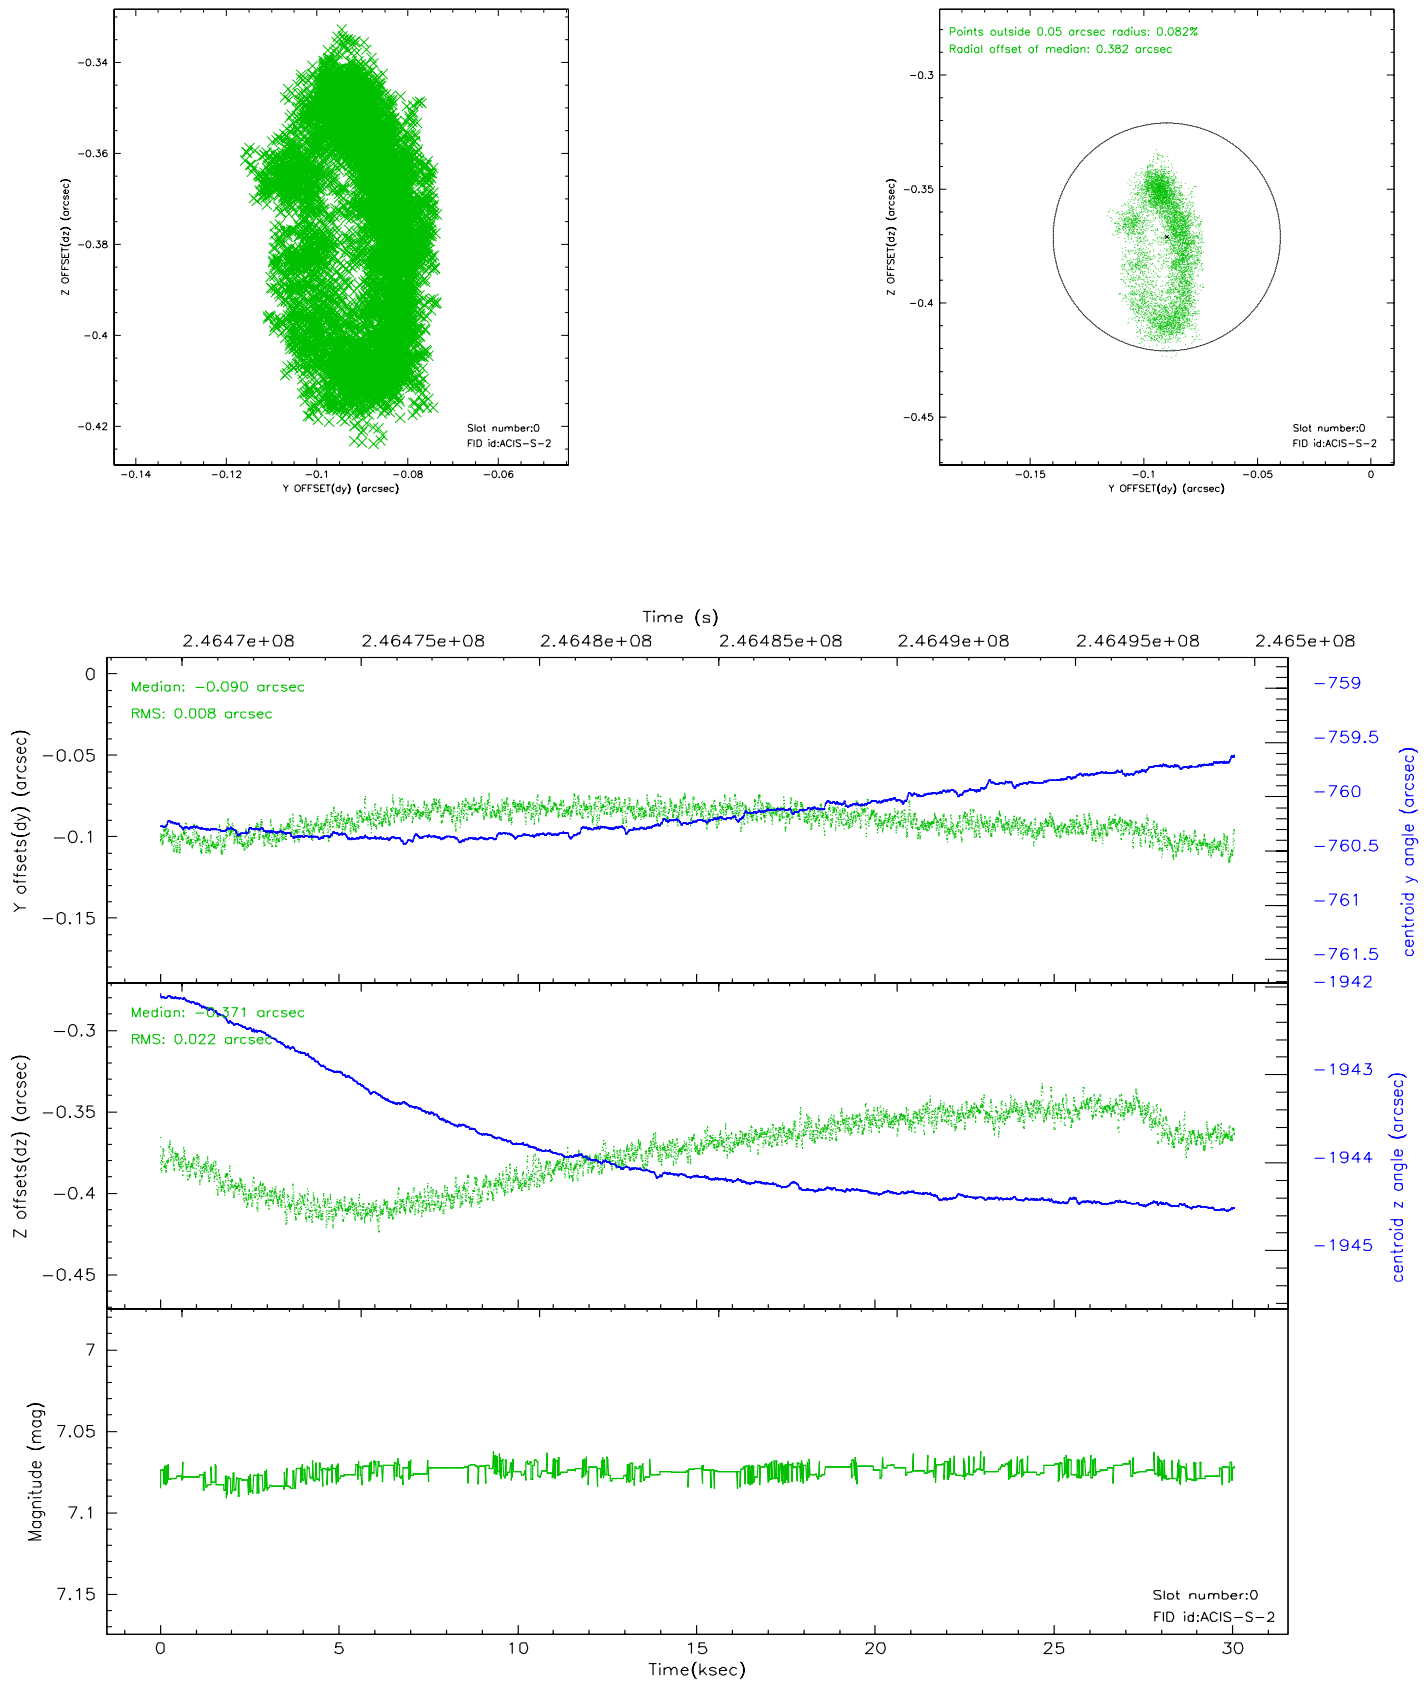 -0.34
-0.36
-0.38
-0.4
-0.42
Z OFFSET(dz) (arcsec)
Slot number:0
FID id:ACIS-S-2
-0.14 -0.12 -0.1 -0.08 -0.06
Y OFFSET(dy) (arcsec)
Points outside 0.05 arcsec radius: 0.082%
Radial offset of median: 0.382 arcsec
-0.3
-0.35
-0.4
-0.45
Z OFFSET(dz) (arcsec)
Slot number:0
FID id:ACIS-S-2
-0.15 -0.1 -0.05 0
Y OFFSET(dy) (arcsec)
Time (s)
2.4647e+08 2.46475e+08 2.4648e+08 2.46485e+08 2.4649e+08 2.46495e+08 2.465e+08
Median: -0.090 arcsec
RMS: 0.008 arcsec
0
-0.05
-0.1
-0.15
Y offsets(dy) (arcsec)
-759
-759.5
-760
-760.5
-761
-761.5
centroid y angle (arcsec)
Median: -0.371 arcsec
RMS: 0.022 arcsec
-0.3
-0.35
-0.4
-0.45
Z offsets(dz) (arcsec)
-1942
-1943
-1944
-1945
centroid z angle (arcsec)
7
7.05
7.1
7.15
Magnitude (mag)
Slot number:0
FID id:ACIS-S-2
0 5 10 15 20 25 30
Time(ksec)